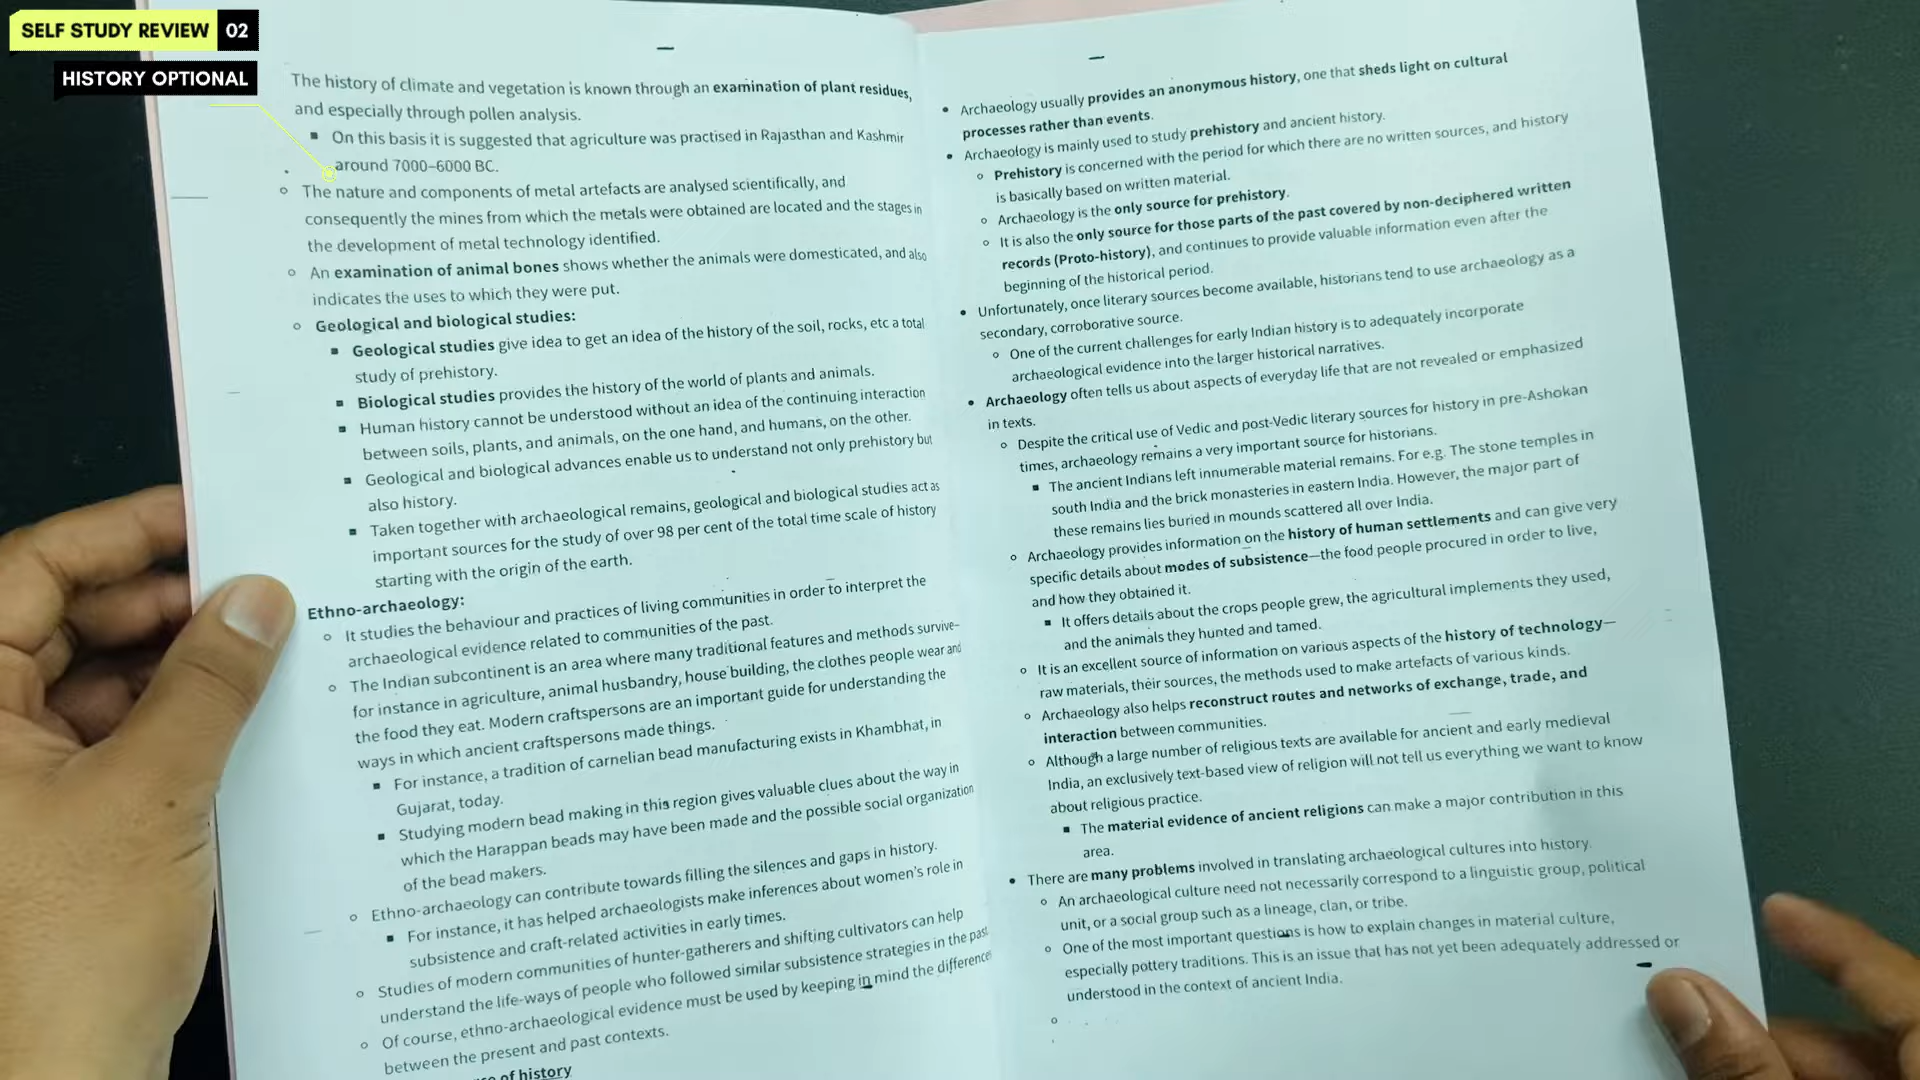 SELF STUDY REVIEW 02
HISTORY OPTIONAL
The history of climate and vegetation is known through an examination of plant residues,
and especially through pollen analysis.
▪ On this basis it is suggested that agriculture was practised in Rajasthan and Kashmir
around 7000–6000 BC.
○ The nature and components of metal artefacts are analysed scientifically, and
consequently the mines from which the metals were obtained are located and the stages in
the development of metal technology identified.
○ An examination of animal bones shows whether the animals were domesticated, and also
indicates the uses to which they were put.
○ Geological and biological studies:
▪ Geological studies give idea to get an idea of the history of the soil, rocks, etc a total
study of prehistory.
▪ Biological studies provides the history of the world of plants and animals.
▪ Human history cannot be understood without an idea of the continuing interaction
between soils, plants, and animals, on the one hand, and humans, on the other.
▪ Geological and biological advances enable us to understand not only prehistory but
also history.
▪ Taken together with archaeological remains, geological and biological studies act as
important sources for the study of over 98 per cent of the total time scale of history
starting with the origin of the earth.
Ethno-archaeology:
○ It studies the behaviour and practices of living communities in order to interpret the
archaeological evidence related to communities of the past.
○ The Indian subcontinent is an area where many traditional features and methods survive–
for instance in agriculture, animal husbandry, house building, the clothes people wear and
the food they eat. Modern craftspersons are an important guide for understanding the
ways in which ancient craftspersons made things.
▪ For instance, a tradition of carnelian bead manufacturing exists in Khambhat, in
Gujarat, today.
▪ Studying modern bead making in this region gives valuable clues about the way in
which the Harappan beads may have been made and the possible social organization
of the bead makers.
○ Ethno-archaeology can contribute towards filling the silences and gaps in history.
▪ For instance, it has helped archaeologists make inferences about women's role in
subsistence and craft-related activities in early times.
○ Studies of modern communities of hunter-gatherers and shifting cultivators can help
understand the life-ways of people who followed similar subsistence strategies in the past.
○ Of course, ethno-archaeological evidence must be used by keeping in mind the difference
between the present and past contexts.
of history
• Archaeology usually provides an anonymous history, one that sheds light on cultural
processes rather than events.
• Archaeology is mainly used to study prehistory and ancient history.
○ Prehistory is concerned with the period for which there are no written sources, and history
is basically based on written material.
○ Archaeology is the only source for prehistory.
○ It is also the only source for those parts of the past covered by non-deciphered written
records (Proto-history), and continues to provide valuable information even after the
beginning of the historical period.
• Unfortunately, once literary sources become available, historians tend to use archaeology as a
secondary, corroborative source.
○ One of the current challenges for early Indian history is to adequately incorporate
archaeological evidence into the larger historical narratives.
• Archaeology often tells us about aspects of everyday life that are not revealed or emphasized
in texts.
○ Despite the critical use of Vedic and post-Vedic literary sources for history in pre-Ashokan
times, archaeology remains a very important source for historians.
▪ The ancient Indians left innumerable material remains. For e.g. The stone temples in
south India and the brick monasteries in eastern India. However, the major part of
these remains lies buried in mounds scattered all over India.
○ Archaeology provides information on the history of human settlements and can give very
specific details about modes of subsistence—the food people procured in order to live,
and how they obtained it.
▪ It offers details about the crops people grew, the agricultural implements they used,
and the animals they hunted and tamed.
○ It is an excellent source of information on various aspects of the history of technology—
raw materials, their sources, the methods used to make artefacts of various kinds.
○ Archaeology also helps reconstruct routes and networks of exchange, trade, and
interaction between communities.
○ Although a large number of religious texts are available for ancient and early medieval
India, an exclusively text-based view of religion will not tell us everything we want to know
about religious practice.
▪ The material evidence of ancient religions can make a major contribution in this
area.
• There are many problems involved in translating archaeological cultures into history.
○ An archaeological culture need not necessarily correspond to a linguistic group, political
unit, or a social group such as a lineage, clan, or tribe.
○ One of the most important questions is how to explain changes in material culture,
especially pottery traditions. This is an issue that has not yet been adequately addressed or
understood in the context of ancient India.
○